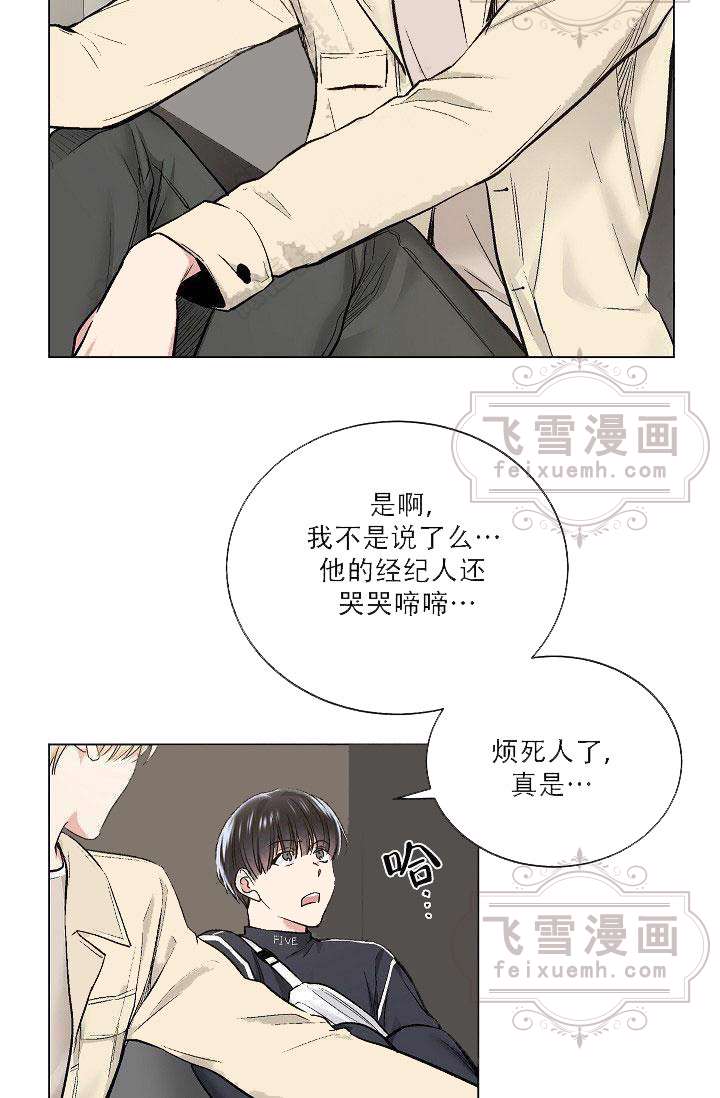 飞雪漫画
feixuemh.com
是啊,
我不是说了么…
他的经纪人还
哭哭啼啼…
烦死人了,
真是…
哈…
FIVE
飞雪漫画
feixuemh.com